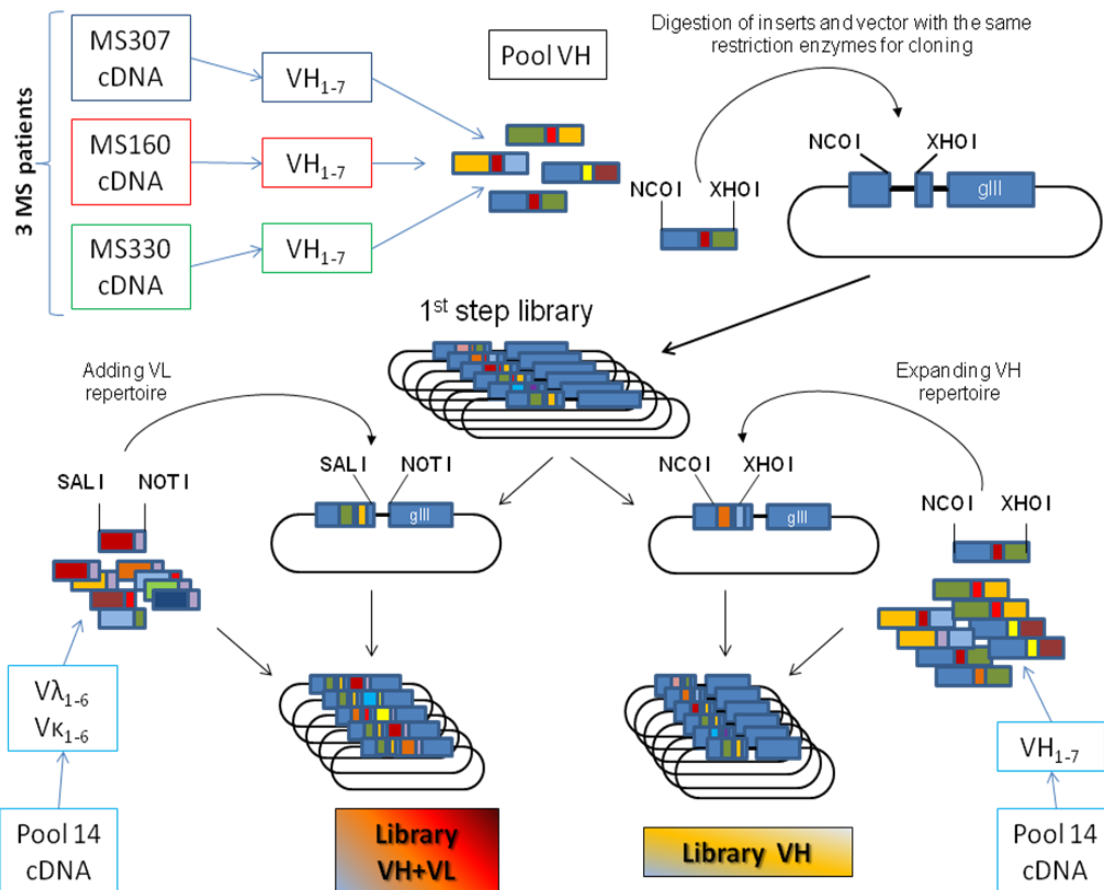 3 MS patients
MS307
cDNA
VH1-7
MS160
cDNA
VH1-7
MS330
cDNA
VH1-7
Pool VH
Digestion of inserts and vector with the same
restriction enzymes for cloning
NCOI
XHOI
NCOI
XHOI
gIII
1st step library
Adding VL
repertoire
SALI
NOTI
SALI
NOTI
gIII
Expanding VH
repertoire
NCOI
XHOI
gIII
NCOI
XHOI
Vλ1-6
Vκ1-6
Pool 14
cDNA
Library
VH+VL
Library VH
VH1-7
Pool 14
cDNA